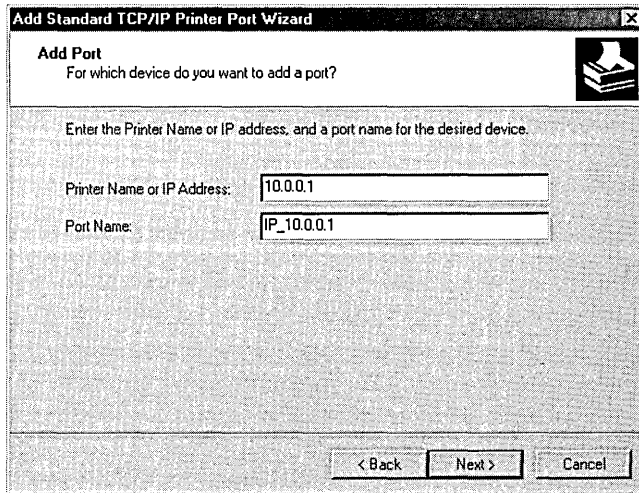 Add Standard TCP/IP Printer Port Wizard
Add Port
For which device do you want to add a port?
Enter the Printer Name or IP address, and a port name for the desired device.
Printer Name or IP Address: 10.0.0.1
Port Name: IP_10.0.0.1
< Back Next > Cancel